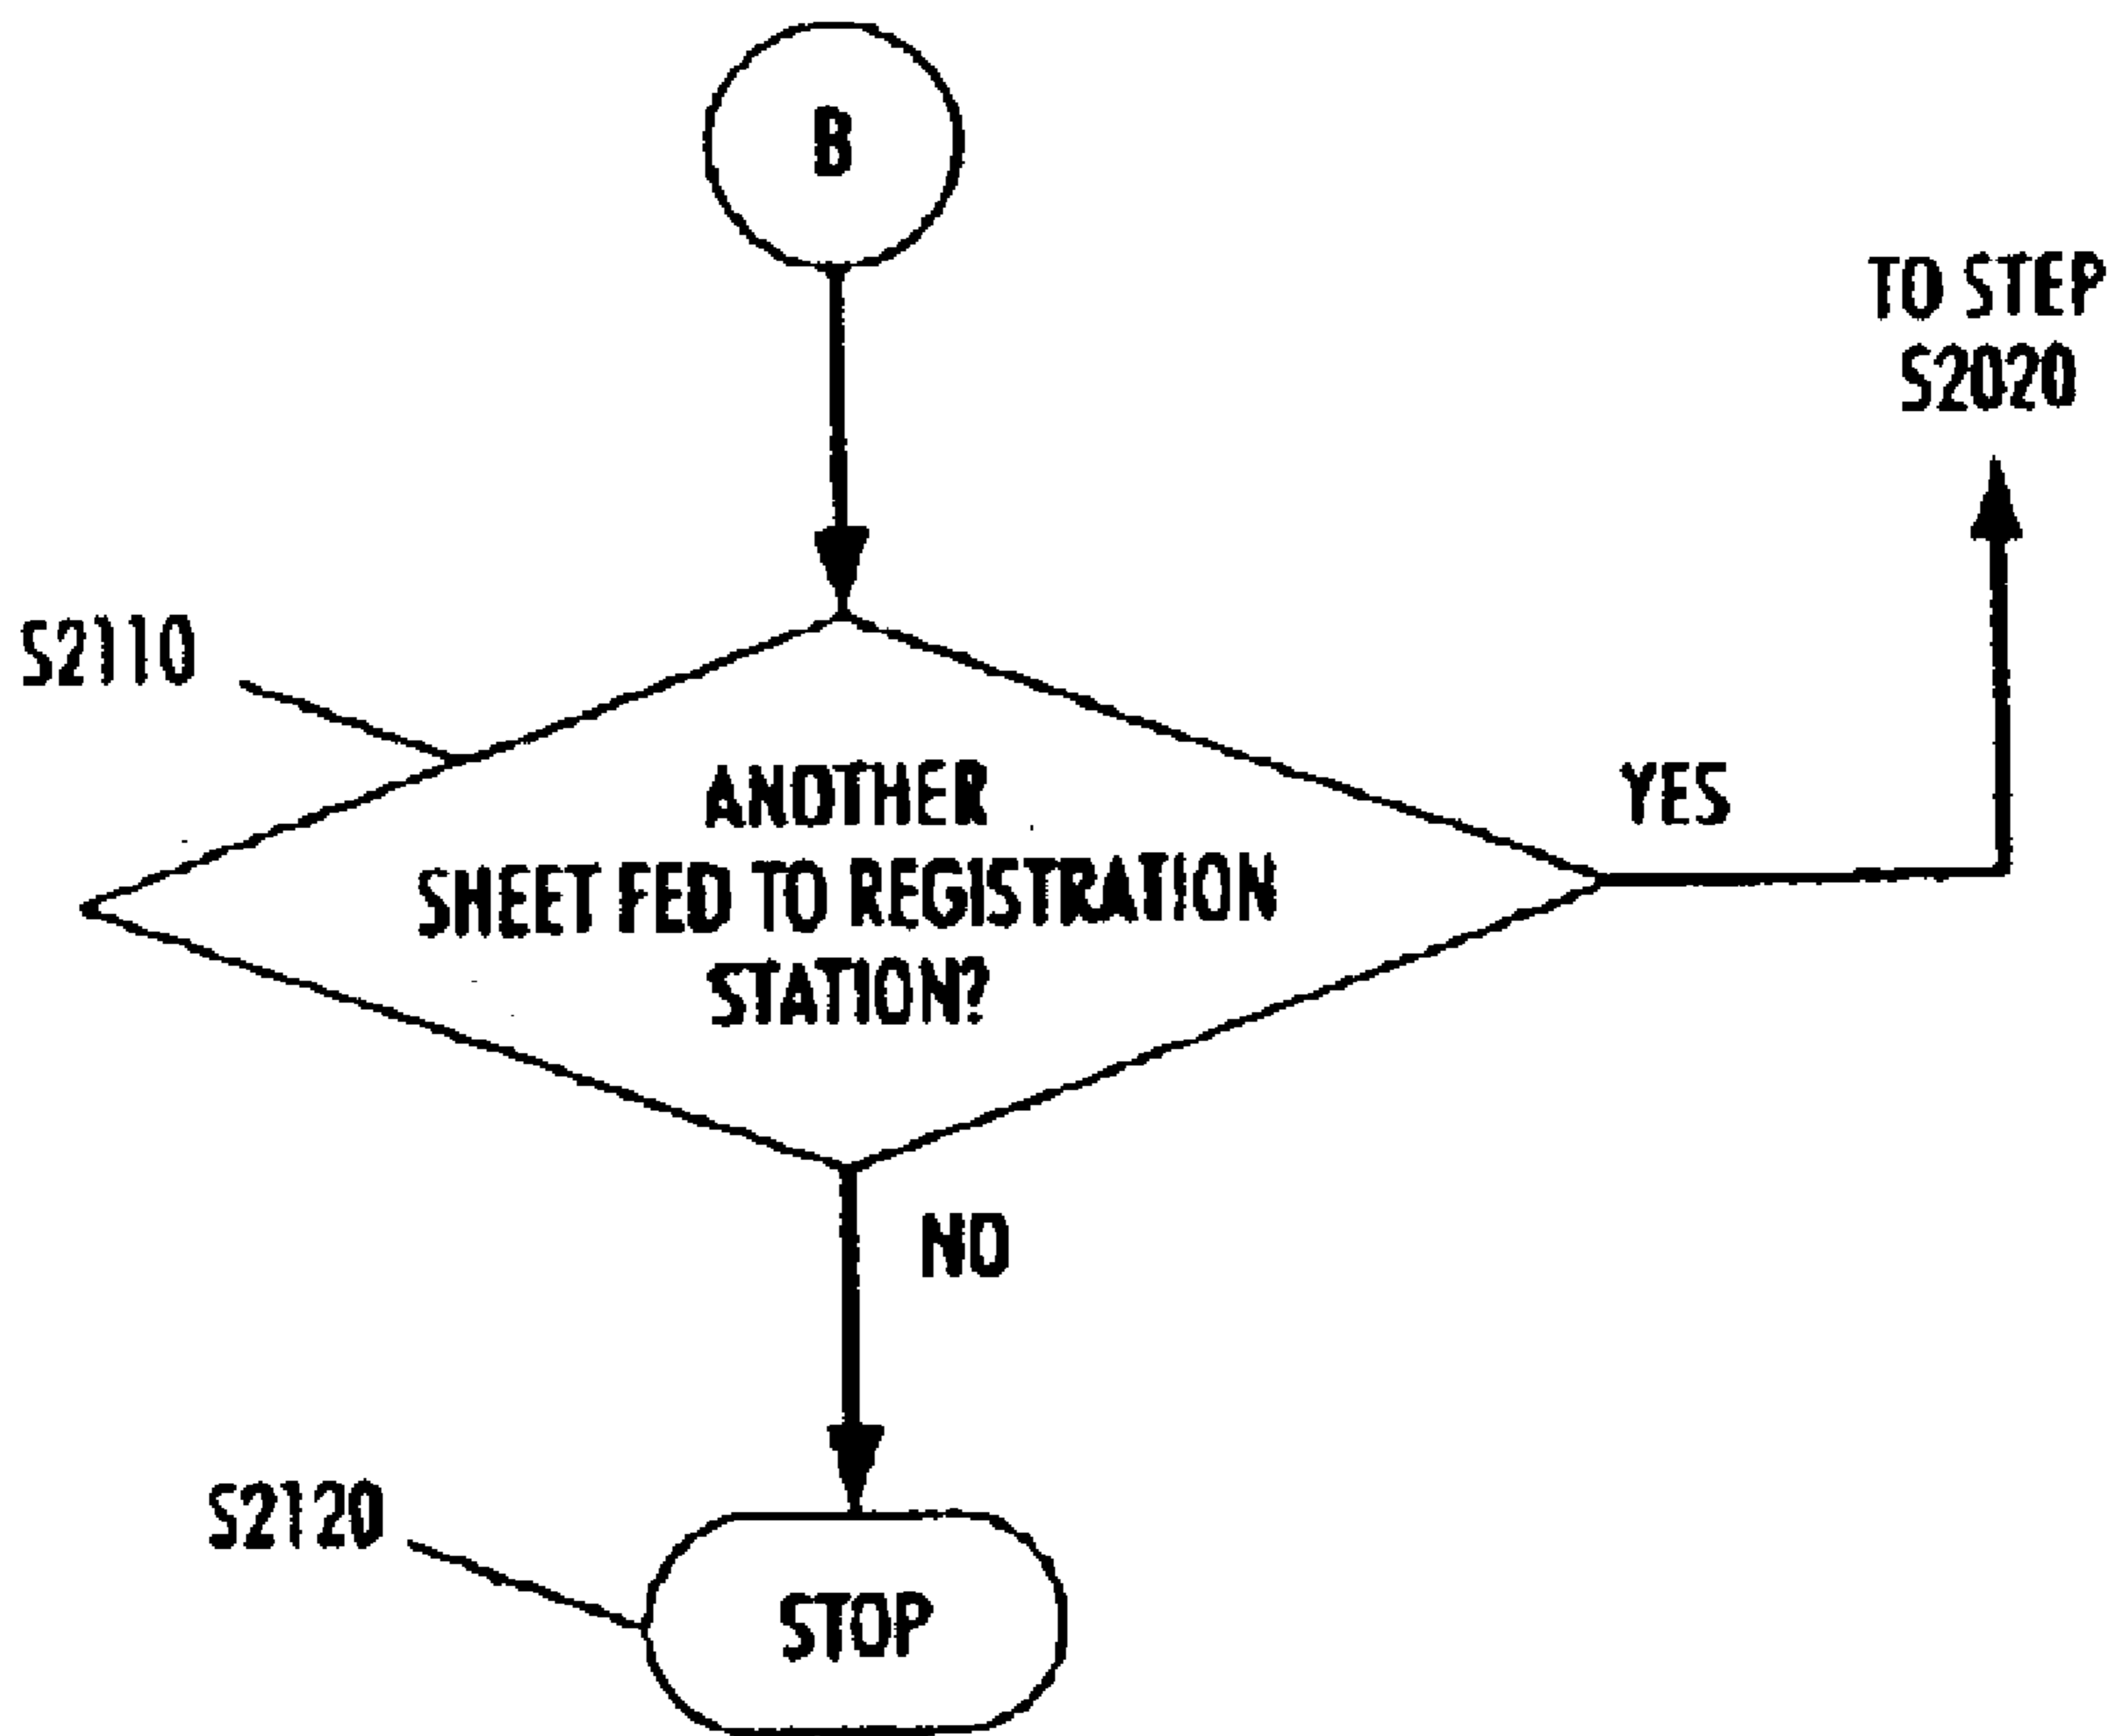 B
TO STEP
S2020
S2110
ANOTHER
SHEET FED TO REGISTRATION
STATION?
YES
NO
S2120
STOP